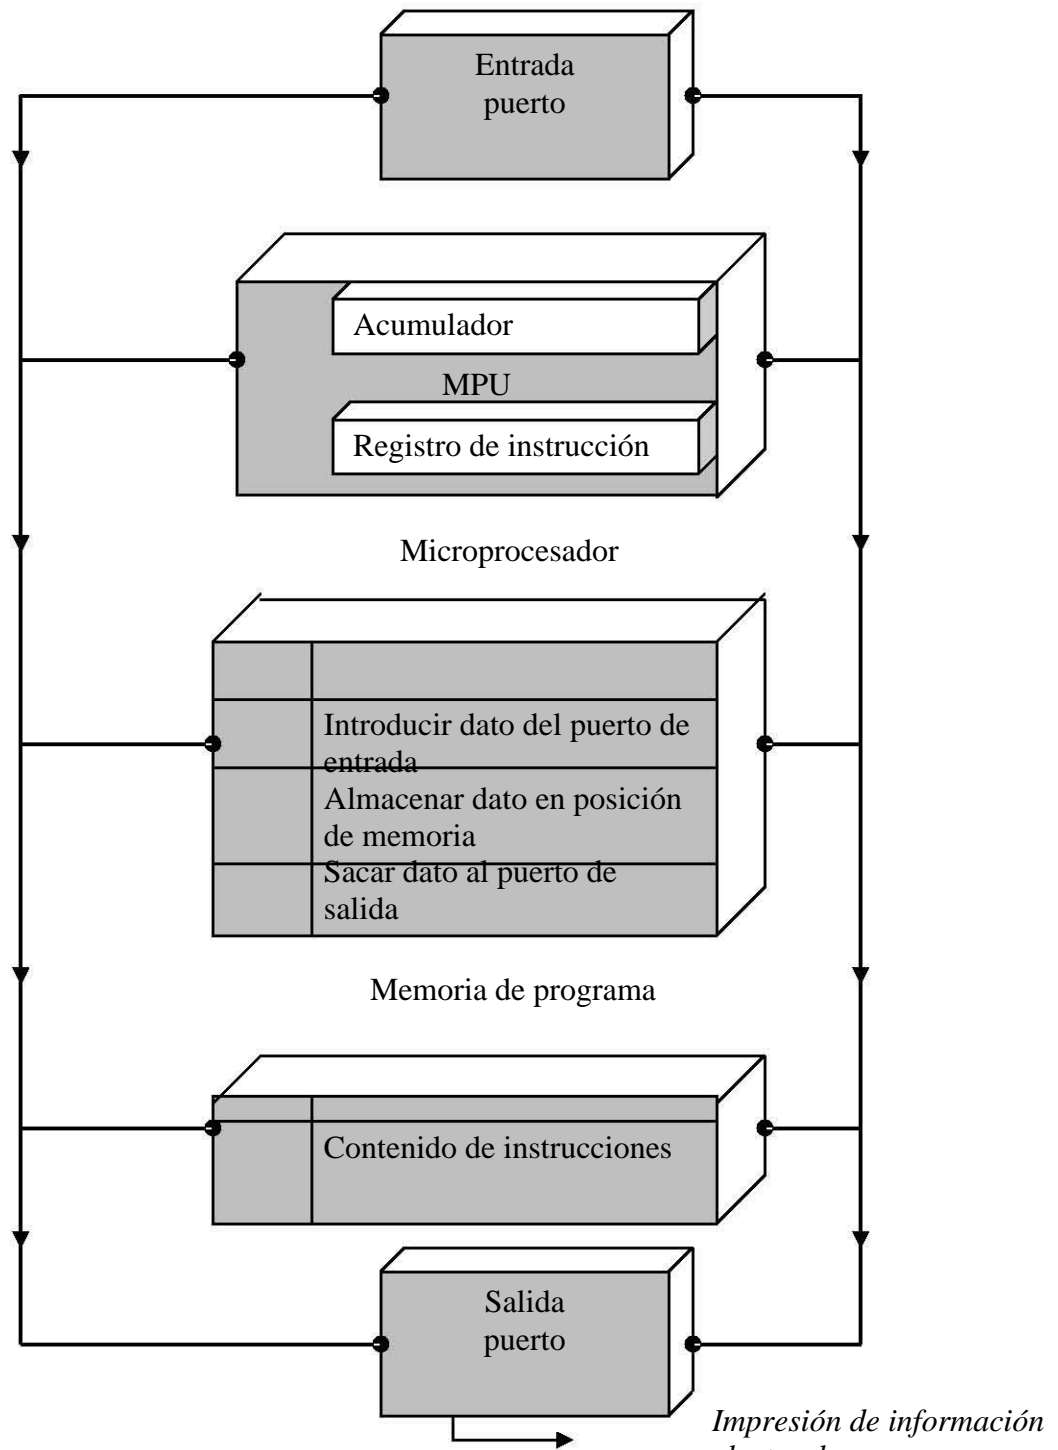 Entrada
puerto
Acumulador
MPU
Registro de instrucción
Microprocesador
Introducir dato del puerto de
entrada
Almacenar dato en posición
de memoria
Sacar dato al puerto de
salida
Memoria de programa
Contenido de instrucciones
Salida
puerto
Impresión de información